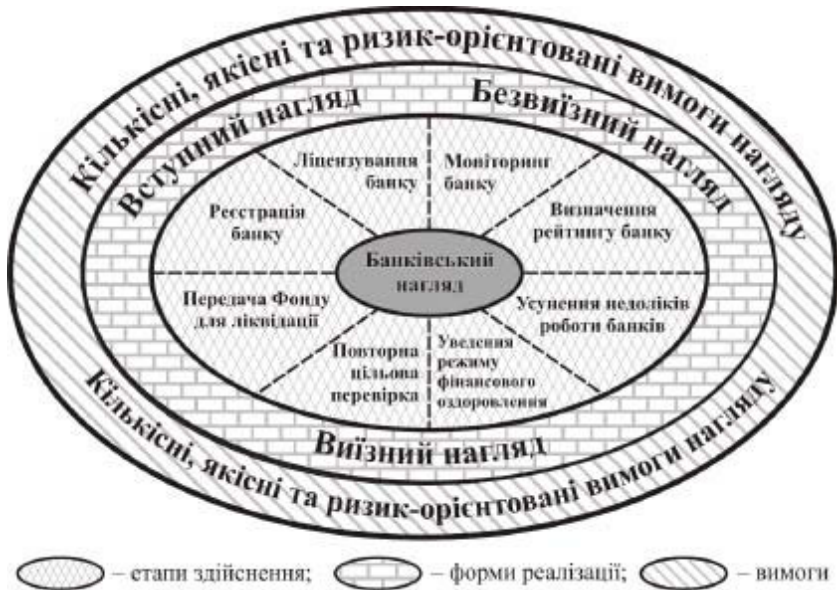 Кількісні, якісні та ризик-орієнтовані вимоги нагляду
Вступний нагляд
Безвиїзний нагляд
Ліцензування
банку
Моніторинг
банку
Реєстрація
банку
Визначення
рейтингу банку
Банківський
нагляд
Передача Фонду
для ліквідації
Усунення недоліків
роботи банків
Повторна
цільова
перевірка
Уведення
режиму
фінансового
оздоровлення
Виїзний нагляд
Кількісні, якісні та ризик-орієнтовані вимоги нагляду
– етапи здійснення; – форми реалізації; – вимоги